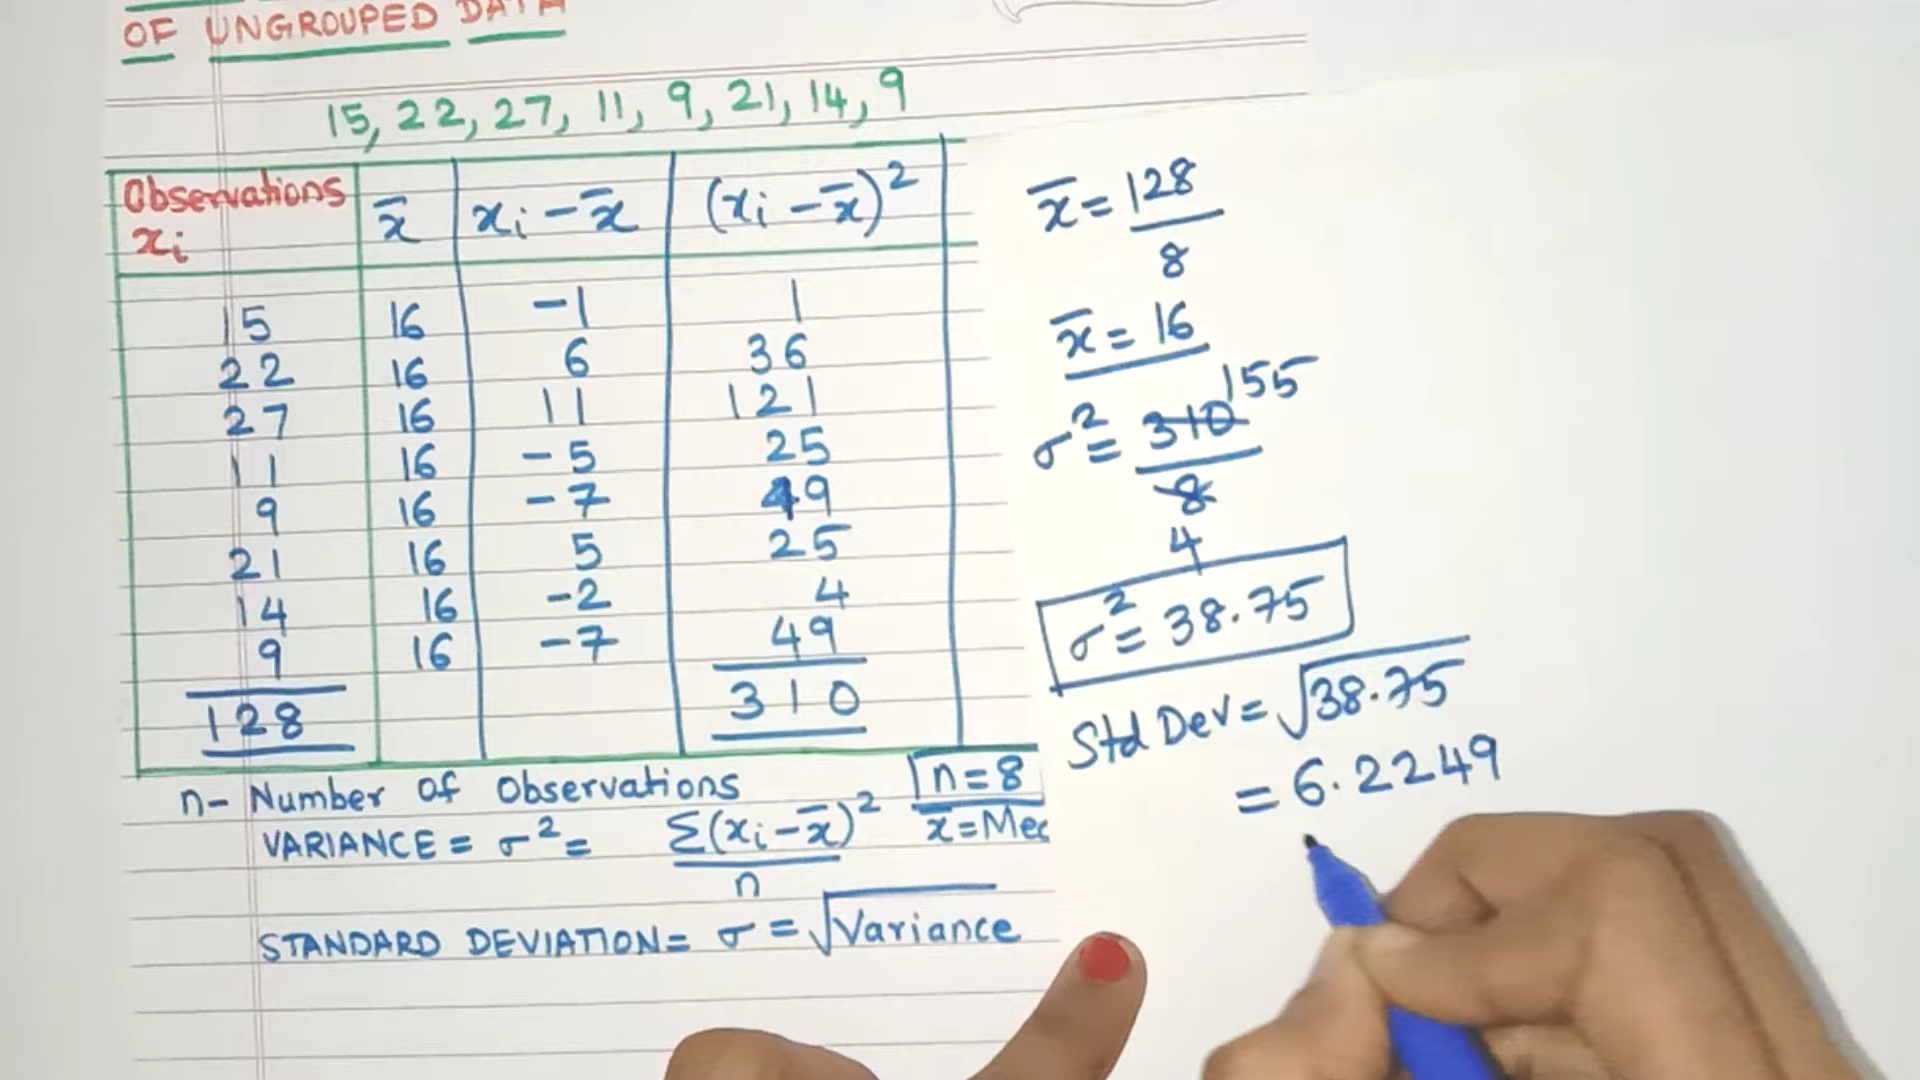 OF UNGROUPED DATA
15, 22, 27, 11, 9, 21, 14, 9
Observations xᵢ | x̄ | xᵢ - x̄ | (xᵢ - x̄)²
15 | 16 | -1 | 1
22 | 16 | 6 | 36
27 | 16 | 11 | 121
11 | 16 | -5 | 25
9 | 16 | -7 | 49
21 | 16 | 5 | 25
14 | 16 | -2 | 4
9 | 16 | -7 | 49
128 | 310
n- Number of Observations n = 8
VARIANCE = σ² = Σ(xᵢ - x̄)² / n x̄ = Mec
STANDARD DEVIATION = σ = √Variance
x̄ = 128 / 8
x̄ = 16
155
σ² = 310 / 8
4
σ² = 38.75
Std Dev = √38.75
= 6.2249